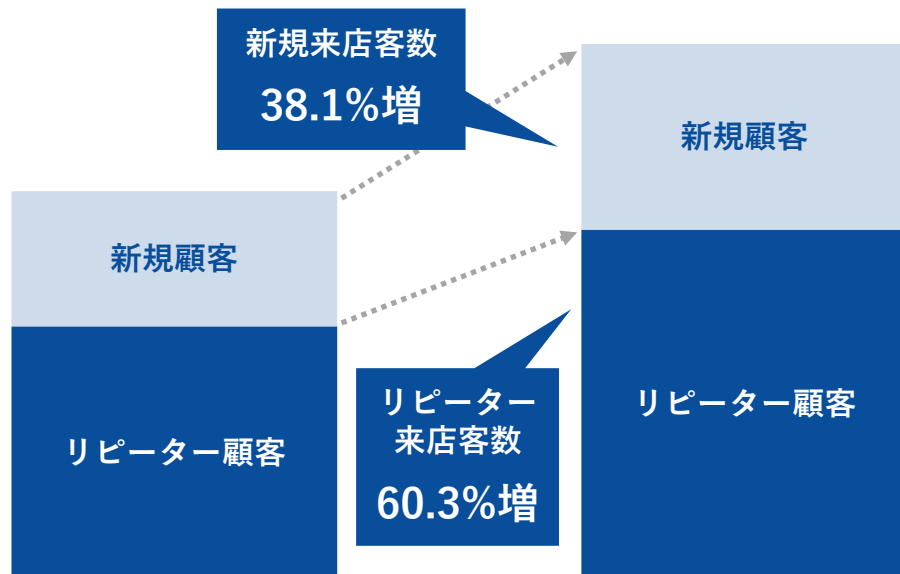 新規来店客数
38.1%増
新規顧客
新規顧客
リピーター
来店客数
60.3%増
リピーター顧客
リピーター顧客